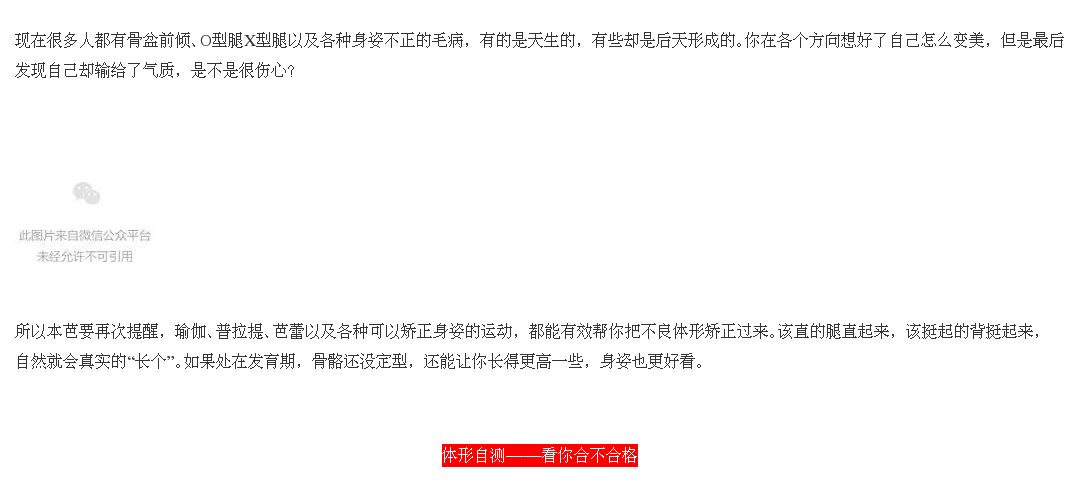 现在很多人都有骨盆前倾、O型腿X型腿以及各种身姿不正的毛病，有的是天生的，有些却是后天形成的。你在各个方向想好了自己怎么变美，但是最后
发现自己却输给了气质，是不是很伤心？
此图片来自微信公众平台
未经允许不可引用
所以本芭要再次提醒，瑜伽、普拉提、芭蕾以及各种可以矫正身姿的运动，都能有效帮你把不良体形矫正过来。该直的腿直起来，该挺起的背挺起来，
自然就会真实的“长个”。如果处在发育期，骨骼还没定型，还能让你长得更高一些，身姿也更好看。
体形自测——看你合不合格